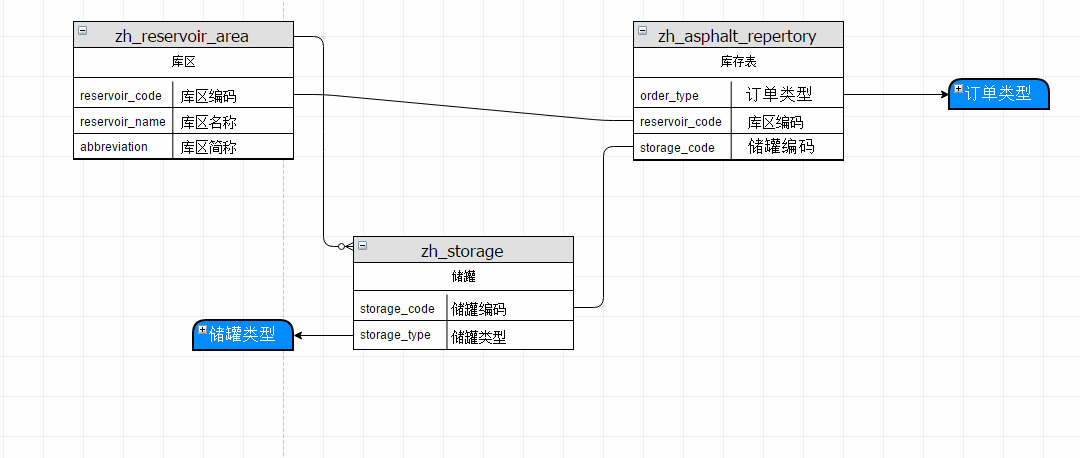 zh_reservoir_area
库区
reservoir_code 库区编码
reservoir_name 库区名称
abbreviation 库区简称
zh_asphalt_repertory
库存表
order_type 订单类型
reservoir_code 库区编码
storage_code 储罐编码
订单类型
zh_storage
储罐
storage_code 储罐编码
storage_type 储罐类型
储罐类型